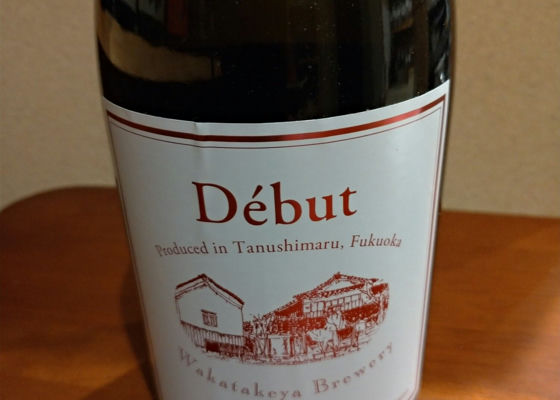 Début
Produced in Tanushimaru, Fukuoka
Wakatakeya Brewery